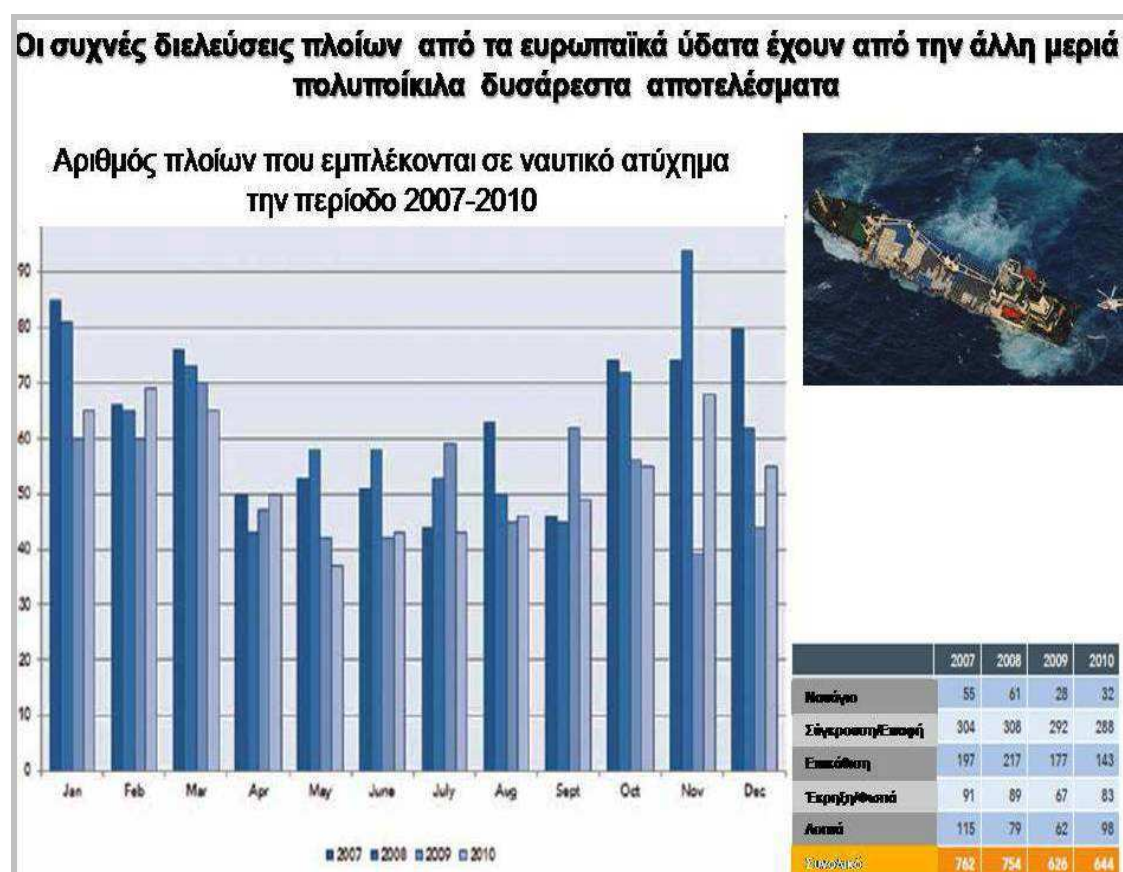 Οι συχνές διελεύσεις πλοίων από τα ευρωπαϊκά ύδατα έχουν από την άλλη μεριά
πολυποίκιλα δυσάρεστα αποτελέσματα
Αριθμός πλοίων που εμπλέκονται σε ναυτικό ατύχημα
την περίοδο 2007-2010
90
80
70
60
50
40
30
20
10
0
Jan Feb Mar Apr May June July Aug Sept Oct Nov Dec
2007 2008 2009 2010
2007 2008 2009 2010
Ναυάγιο 55 61 28 32
Σύγκρουση/Επαφή 304 308 292 288
Επικάθιση 197 217 177 143
Έκρηξη/Φωτιά 91 89 67 83
Λοιπά 115 79 62 98
Συνολικό 762 754 626 644